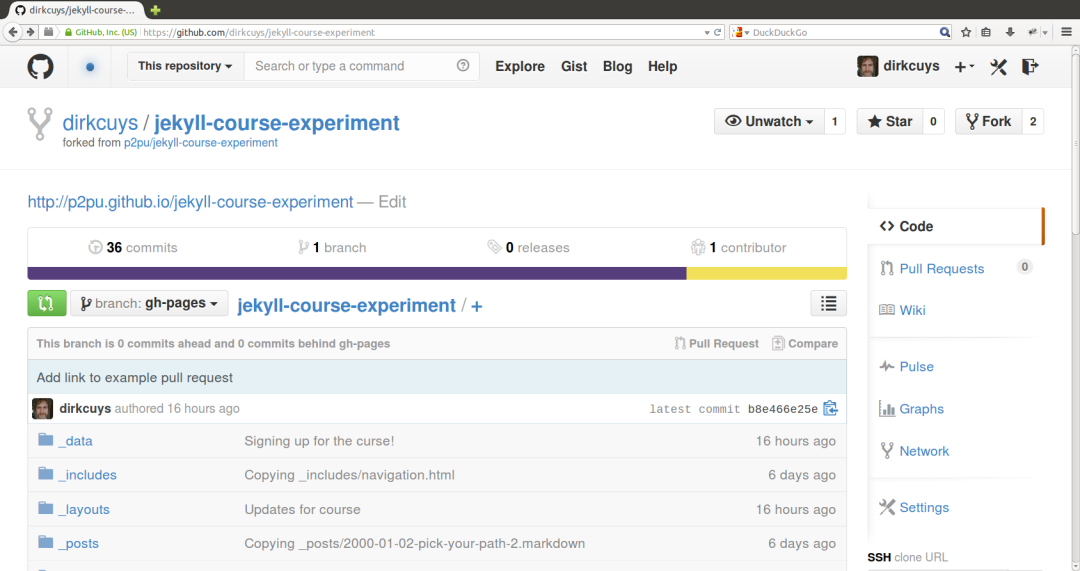 dirkcuys/jekyll-course-...
GitHub, Inc. (US) https://github.com/dirkcuys/jekyll-course-experiment DuckDuckGo
This repository Search or type a command Explore Gist Blog Help dirkcuys
dirkcuys / jekyll-course-experiment Unwatch 1 Star 0 Fork 2
forked from p2pu/jekyll-course-experiment
http://p2pu.github.io/jekyll-course-experiment — Edit
36 commits 1 branch 0 releases 1 contributor
branch: gh-pages jekyll-course-experiment / +
This branch is 0 commits ahead and 0 commits behind gh-pages Pull Request Compare
Add link to example pull request
dirkcuys authored 16 hours ago latest commit b8e466e25e
_data Signing up for the curse! 16 hours ago
_includes Copying _includes/navigation.html 6 days ago
_layouts Updates for course 16 hours ago
_posts Copying _posts/2000-01-02-pick-your-path-2.markdown 6 days ago
Code
Pull Requests 0
Wiki
Pulse
Graphs
Network
Settings
SSH clone URL